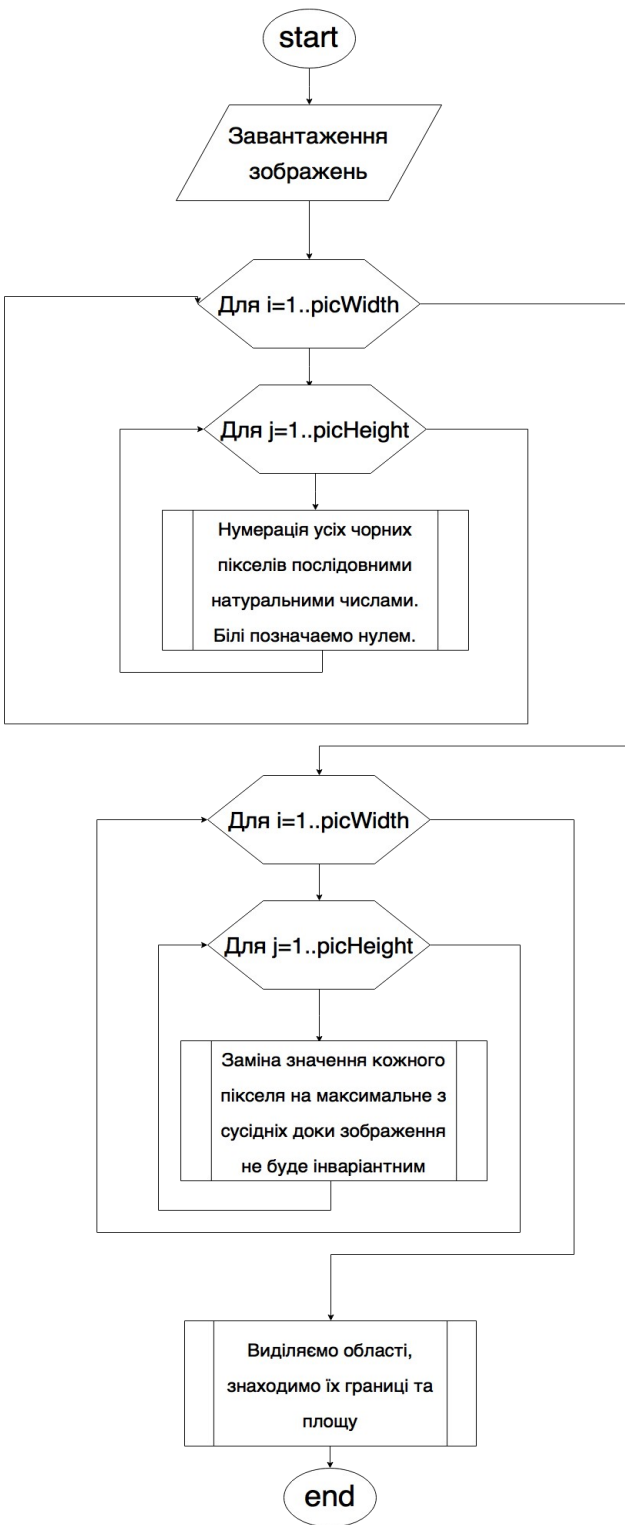 start
Завантаження
зображень
Для i=1..picWidth
Для j=1..picHeight
Нумерація усіх чорних
пікселів послідовними
натуральними числами.
Білі позначаемо нулем.
Для i=1..picWidth
Для j=1..picHeight
Заміна значення кожного
пікселя на максимальне з
сусідніх доки зображення
не буде інваріантним
Виділяємо області,
знаходимо їх границі та
площу
end